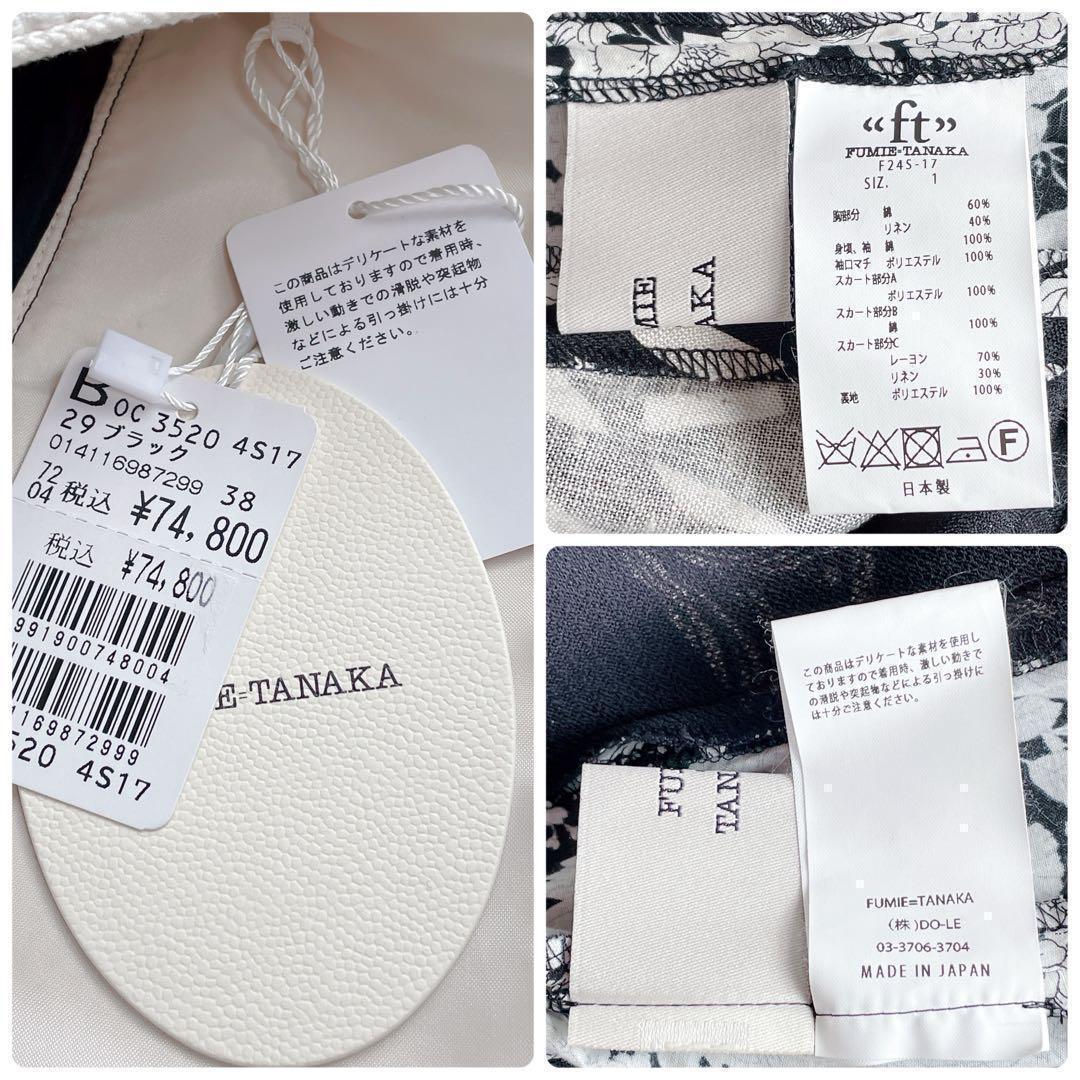 この商品はデリケートな素材を
使用しておりますので着用時、
激しい動きでの滑脱や突起物
などによる引っ掛けには十分
ご注意ください。
B OC 3520 4S17
29 ブラック
014116987299 38
72
04 税込 ¥74,800
税込 ¥74,800
991900748004
1169872999
520 4S17
E=TANAKA
MIE
AKA
“ft”
FUMIE=TANAKA
F24S-17
SIZ. 1
胸部分 綿 60%
リネン 40%
身頃、袖 綿 100%
袖口マチ ポリエステル 100%
スカート部分A
ポリエステル 100%
スカート部分B
綿 100%
スカート部分C
レーヨン 70%
リネン 30%
裏地 ポリエステル 100%
F
日本製
この商品はデリケートな素材を使用し
ておりますので着用時、激しい動きで
の滑脱や突起物などによる引っ掛けに
は十分ご注意ください。
FU
TAN
FUMIE=TANAKA
(株)DO-LE
03-3706-3704
MADE IN JAPAN